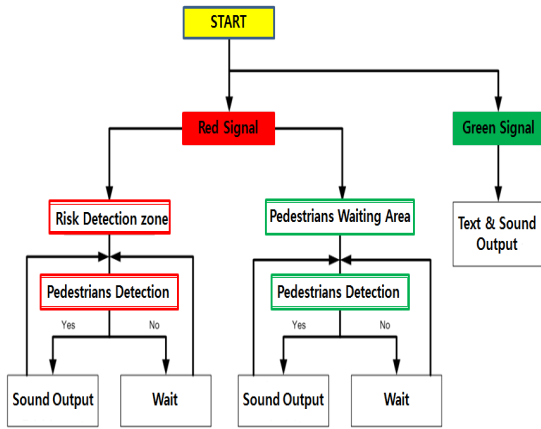 START
Red Signal
Green Signal
Risk Detection zone
Pedestrians Waiting Area
Text & Sound
Output
Pedestrians Detection
Pedestrians Detection
Yes
No
Yes
No
Sound Output
Wait
Sound Output
Wait